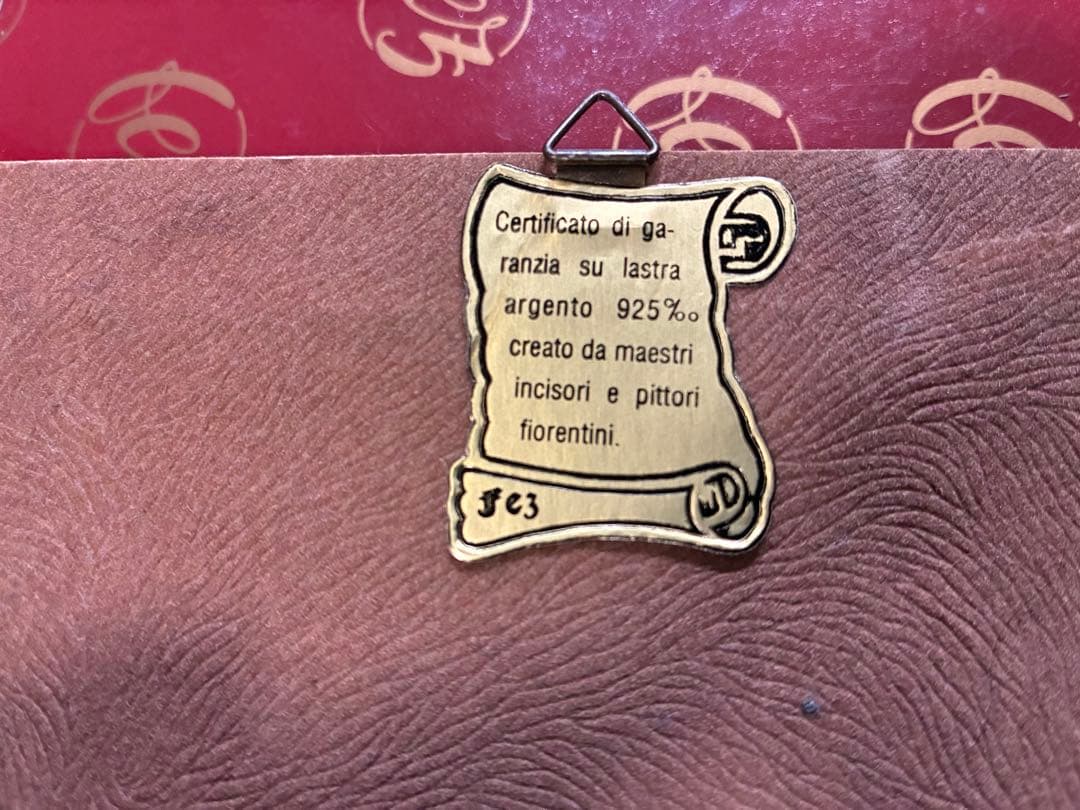 Certificato di ga-
ranzia su lastra
argento 925‰
creato da maestri
incisori e pittori
fiorentini.